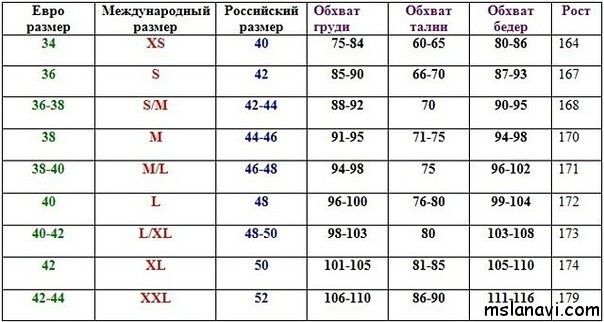 Евро размер | Международный размер | Российский размер | Обхват груди | Обхват талии | Обхват бедер | Рост
34 | XS | 40 | 75-84 | 60-65 | 80-86 | 164
36 | S | 42 | 85-90 | 66-70 | 87-93 | 167
36-38 | S/M | 42-44 | 88-92 | 70 | 90-95 | 168
38 | M | 44-46 | 91-95 | 71-75 | 94-98 | 170
38-40 | M/L | 46-48 | 94-98 | 75 | 96-102 | 171
40 | L | 48 | 96-100 | 76-80 | 99-104 | 172
40-42 | L/XL | 48-50 | 98-103 | 80 | 103-108 | 173
42 | XL | 50 | 101-105 | 81-85 | 105-110 | 174
42-44 | XXL | 52 | 106-110 | 86-90 | 111-116 | 179
mslanavi.com